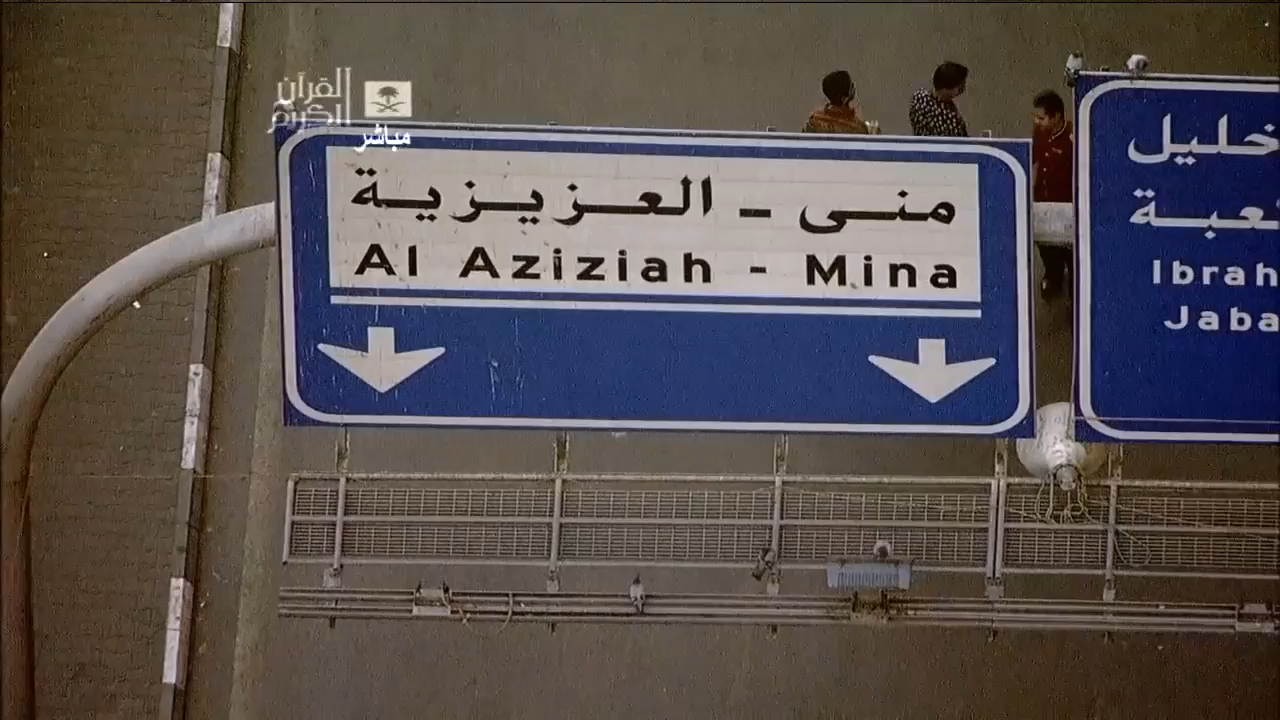 القرآن
الكريم
مباشر
منى - العزيزية
Al Aziziah - Mina
خليل
Ibrah
Jaba